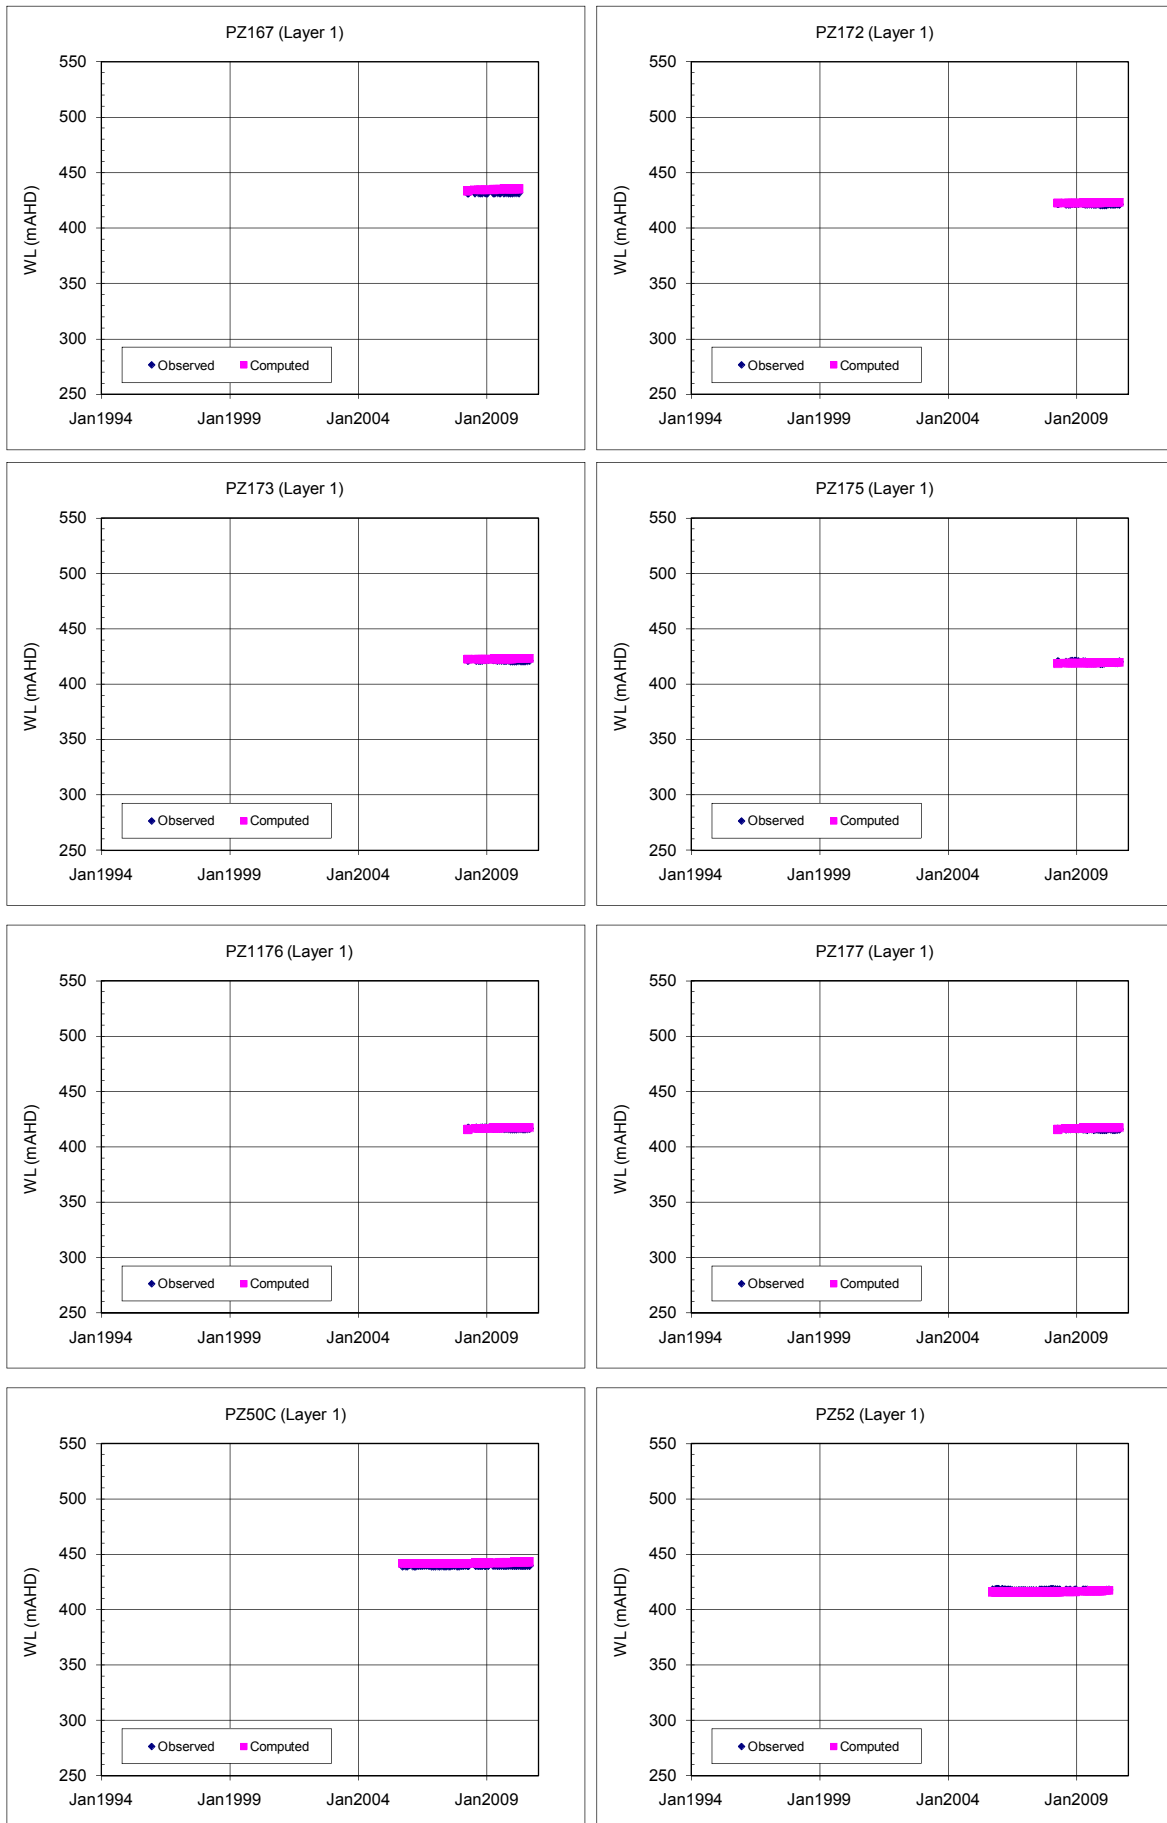 PZ167 (Layer 1)
550
500
450
400
350
300
250
WL (mAHD)
Observed Computed
Jan1994 Jan1999 Jan2004 Jan2009
PZ172 (Layer 1)
550
500
450
400
350
300
250
WL (mAHD)
Observed Computed
Jan1994 Jan1999 Jan2004 Jan2009
PZ173 (Layer 1)
550
500
450
400
350
300
250
WL (mAHD)
Observed Computed
Jan1994 Jan1999 Jan2004 Jan2009
PZ175 (Layer 1)
550
500
450
400
350
300
250
WL (mAHD)
Observed Computed
Jan1994 Jan1999 Jan2004 Jan2009
PZ1176 (Layer 1)
550
500
450
400
350
300
250
WL (mAHD)
Observed Computed
Jan1994 Jan1999 Jan2004 Jan2009
PZ177 (Layer 1)
550
500
450
400
350
300
250
WL (mAHD)
Observed Computed
Jan1994 Jan1999 Jan2004 Jan2009
PZ50C (Layer 1)
550
500
450
400
350
300
250
WL (mAHD)
Observed Computed
Jan1994 Jan1999 Jan2004 Jan2009
PZ52 (Layer 1)
550
500
450
400
350
300
250
WL (mAHD)
Observed Computed
Jan1994 Jan1999 Jan2004 Jan2009